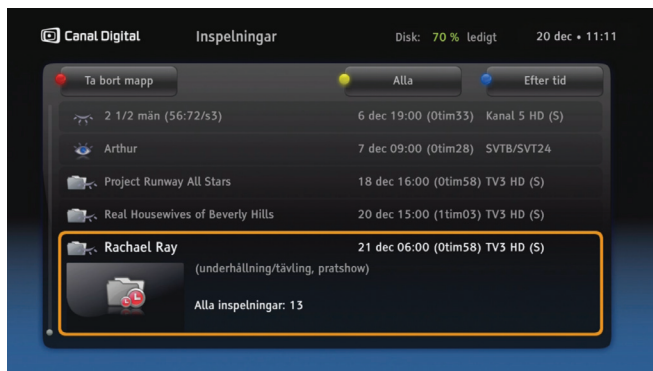 Canal Digital Inspelningar Disk: 70 % ledigt 20 dec • 11:11
Ta bort mapp Alla Efter tid
2 1/2 män (56:72/s3) 6 dec 19:00 (0tim33) Kanal 5 HD (S)
Arthur 7 dec 09:00 (0tim28) SVTB/SVT24
Project Runway All Stars 18 dec 16:00 (0tim58) TV3 HD (S)
Real Housewives of Beverly Hills 20 dec 15:00 (1tim03) TV3 HD (S)
Rachael Ray 21 dec 06:00 (0tim58) TV3 HD (S)
(underhållning/tävling, pratshow)
Alla inspelningar: 13